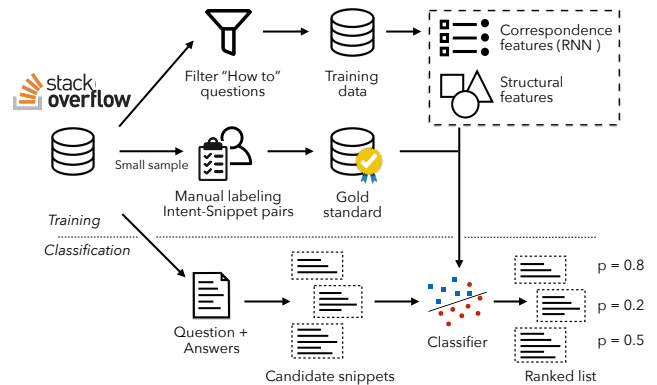 stack
overflow
Filter "How to"
questions
Training
data
Correspondence
features (RNN )
Structural
features
Small sample
Manual labeling
Intent-Snippet pairs
Gold
standard
Training
Classification
Question +
Answers
Candidate snippets
Classifier
p = 0.8
p = 0.2
p = 0.5
Ranked list